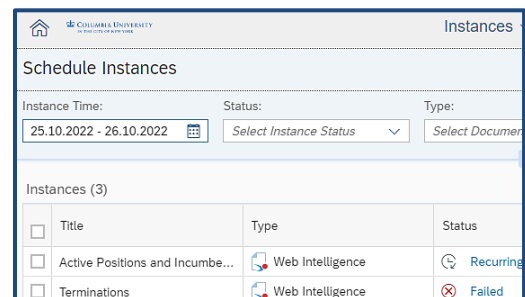 COLUMBIA UNIVERSITY
IN THE CITY OF NEW YORK
Instances
Schedule Instances
Instance Time:
Status:
Type:
25.10.2022 - 26.10.2022
Select Instance Status
Select Documen
Instances (3)
Title
Type
Status
Active Positions and Incumbe...
Web Intelligence
Recurring
Terminations
Web Intelligence
Failed